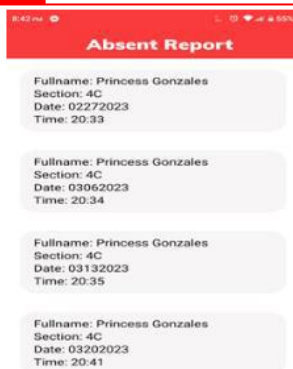 8:42 PM 55%
Absent Report
Fullname: Princess Gonzales
Section: 4C
Date: 02272023
Time: 20:33
Fullname: Princess Gonzales
Section: 4C
Date: 03062023
Time: 20:34
Fullname: Princess Gonzales
Section: 4C
Date: 03132023
Time: 20:35
Fullname: Princess Gonzales
Section: 4C
Date: 03202023
Time: 20:41